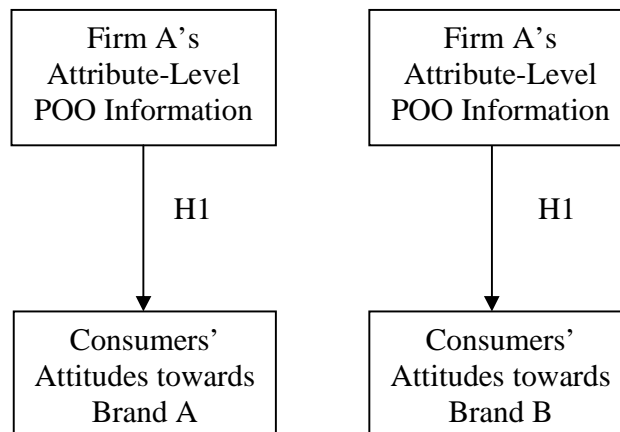 Firm A’s
Attribute-Level
POO Information
Firm A’s
Attribute-Level
POO Information
H1
H1
Consumers’
Attitudes towards
Brand A
Consumers’
Attitudes towards
Brand B